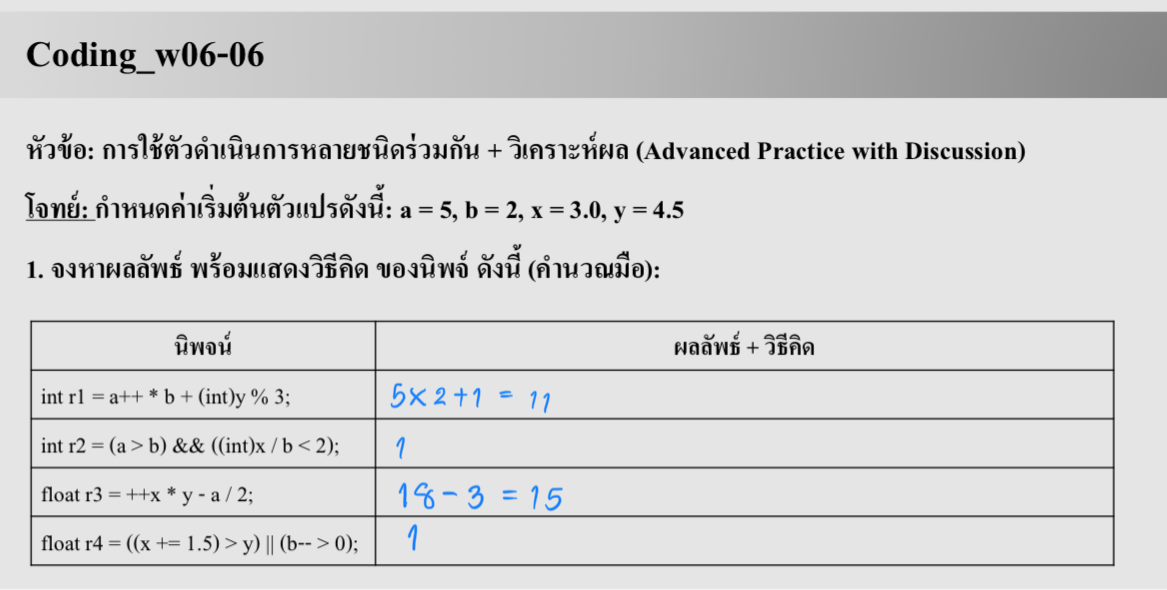 Coding_w06-06
หัวข้อ: การใช้ตัวดำเนินการหลายชนิดร่วมกัน + วิเคราะห์ผล (Advanced Practice with Discussion)
โจทย์: กำหนดค่าเริ่มต้นตัวแปรดังนี้: a = 5, b = 2, x = 3.0, y = 4.5
1. จงหาผลลัพธ์ พร้อมแสดงวิธีคิด ของนิพจ์ ดังนี้ (คำนวณมือ):
นิพจน์ ผลลัพธ์ + วิธีคิด
int r1 = a++ * b + (int)y % 3; 5×2+1 = 11
int r2 = (a > b) && ((int)x / b < 2); 1
float r3 = ++x * y - a / 2; 18-3 = 15
float r4 = ((x += 1.5) > y) || (b-- > 0); 1